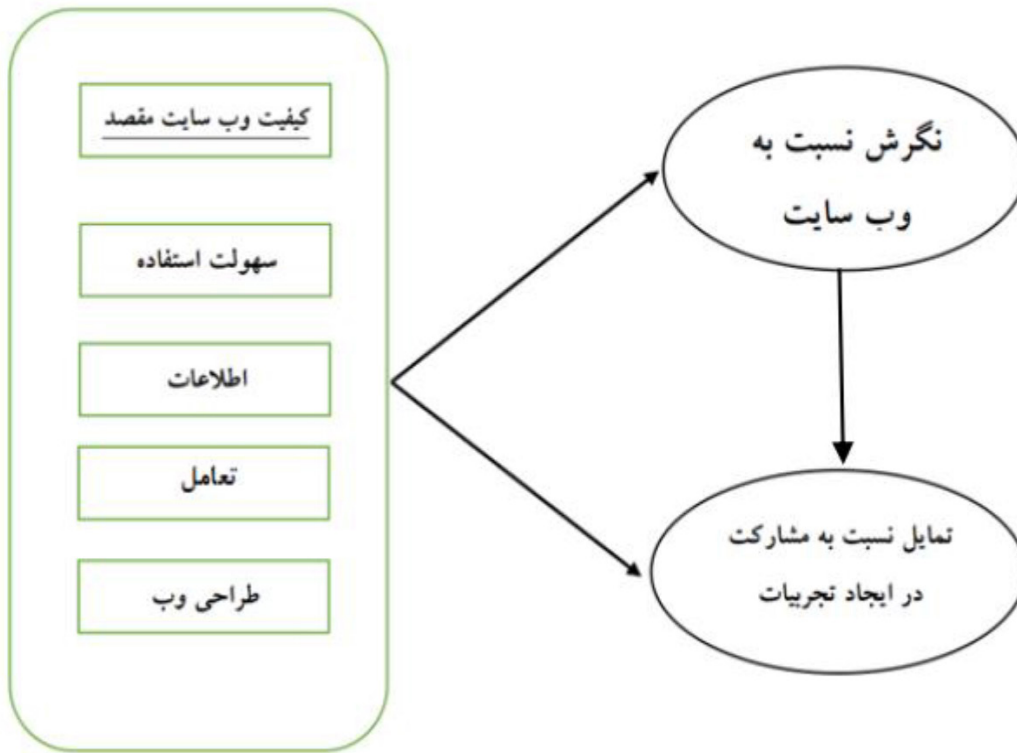 کیفیت وب سایت مقصد
سهولت استفاده
اطلاعات
تعامل
طراحی وب
نگرش نسبت به
وب سایت
تمایل نسبت به مشارکت
در ایجاد تجربیات